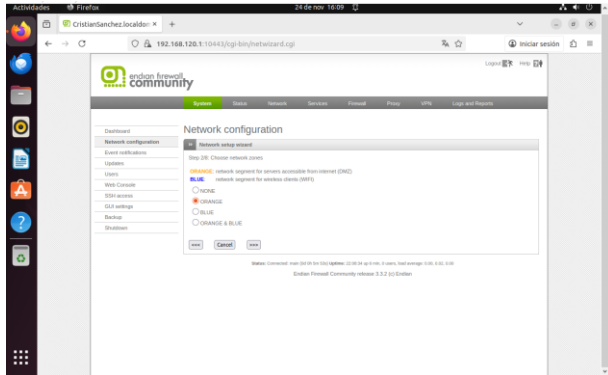 Actividades Firefox 24 de nov 16:09
CristianSanchez.localdon × +
192.168.120.1:10443/cgi-bin/netwizard.cgi Iniciar sesión
endian firewall
community
Logout Help
System Status Network Services Firewall Proxy VPN Logs and Reports
Dashboard
Network configuration
Event notifications
Updates
Users
Web Console
SSH access
GUI settings
Backup
Shutdown
Network configuration
Network setup wizard
Step 2/8: Choose network zones
ORANGE: network segment for servers accessible from internet (DMZ)
BLUE: network segment for wireless clients (WIFI)
NONE
ORANGE
BLUE
ORANGE & BLUE
<<< Cancel >>>
Endian Firewall Community release 3.3.2 (c) Endian